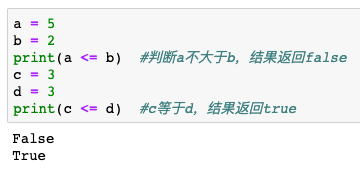 a = 5
b = 2
print(a <= b)  #判断a不大于b，结果返回false
c = 3
d = 3
print(c <= d)  #c等于d，结果返回true
False
True